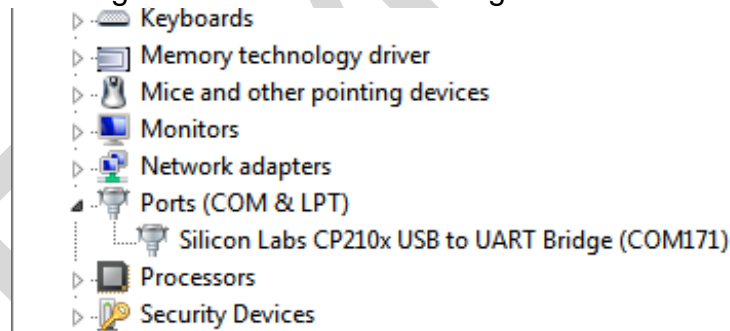 Keyboards
Memory technology driver
Mice and other pointing devices
Monitors
Network adapters
Ports (COM & LPT)
Silicon Labs CP210x USB to UART Bridge (COM171)
Processors
Security Devices